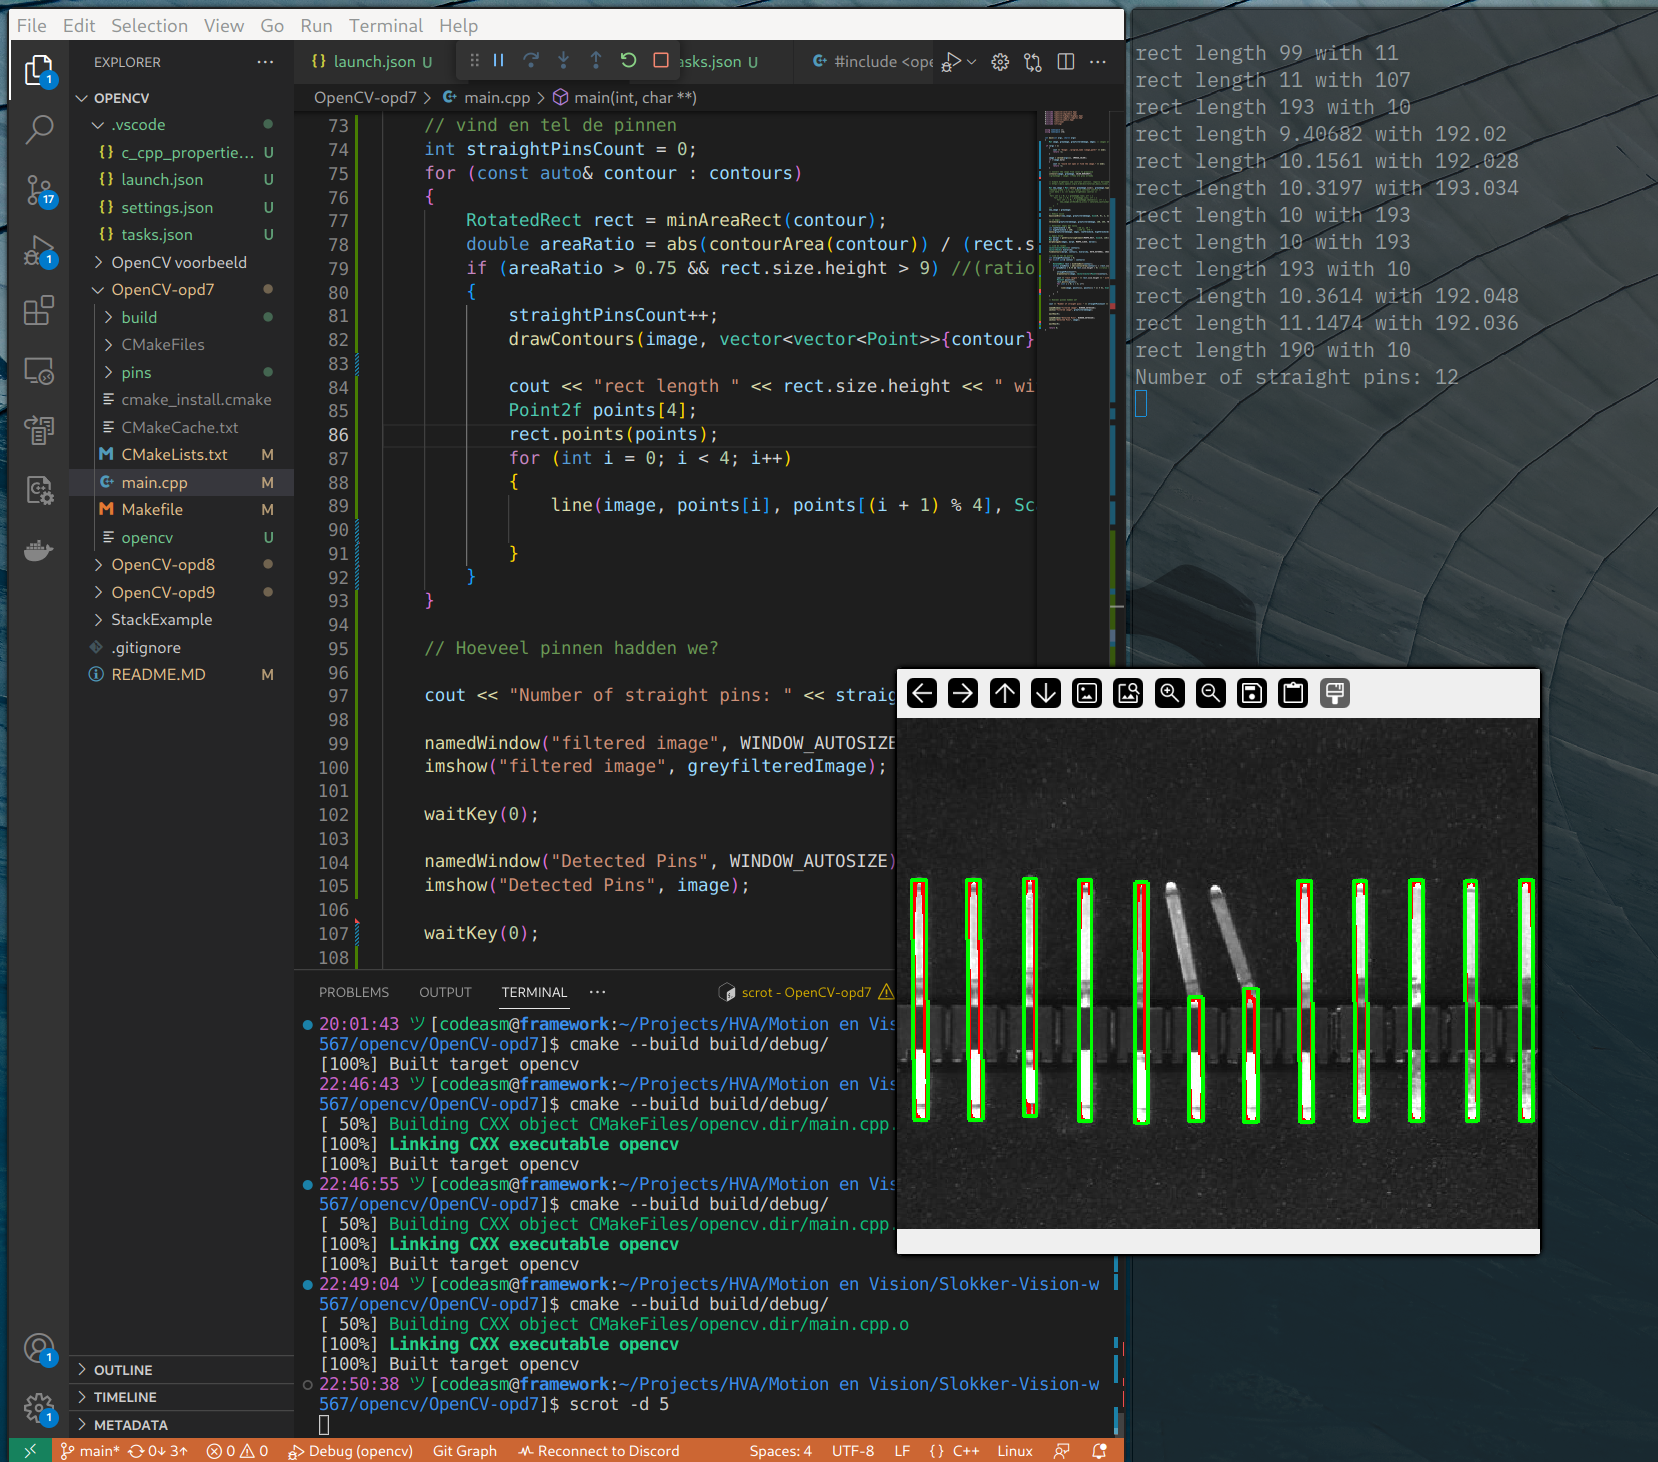 File Edit Selection View Go Run Terminal Help
EXPLORER
OPENCV
.vscode
c_cpp_propertie... U
launch.json U
settings.json U
tasks.json U
OpenCV voorbeeld
OpenCV-opd7
build
CMakeFiles
pins
cmake_install.cmake
CMakeCache.txt
CMakeLists.txt M
main.cpp M
Makefile M
opencv U
OpenCV-opd8
OpenCV-opd9
StackExample
.gitignore
README.MD M
OUTLINE
TIMELINE
METADATA
1
17
1
1
1
launch.json U
asks.json U
#include <ope
OpenCV-opd7 > main.cpp > main(int, char **)
73 // vind en tel de pinnen
74 int straightPinsCount = 0;
75 for (const auto& contour : contours)
76 {
77 RotatedRect rect = minAreaRect(contour);
78 double areaRatio = abs(contourArea(contour)) / (rect.s
79 if (areaRatio > 0.75 && rect.size.height > 9) //(ratio
80 {
81 straightPinsCount++;
82 drawContours(image, vector<vector<Point>>{contour}
83
84 cout << "rect length " << rect.size.height << " wi
85 Point2f points[4];
86 rect.points(points);
87 for (int i = 0; i < 4; i++)
88 {
89 line(image, points[i], points[(i + 1) % 4], Sc
90
91 }
92 }
93 }
94
95 // Hoeveel pinnen hadden we?
96
97 cout << "Number of straight pins: " << straig
98
99 namedWindow("filtered image", WINDOW_AUTOSIZE
100 imshow("filtered image", greyfilteredImage);
101
102 waitKey(0);
103
104 namedWindow("Detected Pins", WINDOW_AUTOSIZE)
105 imshow("Detected Pins", image);
106
107 waitKey(0);
108
PROBLEMS OUTPUT TERMINAL ··· scrot - OpenCV-opd7
20:01:43 ツ [codeasm@framework:~/Projects/HVA/Motion en Vis
567/opencv/OpenCV-opd7]$ cmake --build build/debug/
[100%] Built target opencv
22:46:43 ツ [codeasm@framework:~/Projects/HVA/Motion en Vis
567/opencv/OpenCV-opd7]$ cmake --build build/debug/
[ 50%] Building CXX object CMakeFiles/opencv.dir/main.cpp.
[100%] Linking CXX executable opencv
[100%] Built target opencv
22:46:55 ツ [codeasm@framework:~/Projects/HVA/Motion en Vis
567/opencv/OpenCV-opd7]$ cmake --build build/debug/
[ 50%] Building CXX object CMakeFiles/opencv.dir/main.cpp.
[100%] Linking CXX executable opencv
[100%] Built target opencv
22:49:04 ツ [codeasm@framework:~/Projects/HVA/Motion en Vision/Slokker-Vision-w
567/opencv/OpenCV-opd7]$ cmake --build build/debug/
[ 50%] Building CXX object CMakeFiles/opencv.dir/main.cpp.o
[100%] Linking CXX executable opencv
[100%] Built target opencv
22:50:38 ツ [codeasm@framework:~/Projects/HVA/Motion en Vision/Slokker-Vision-w
567/opencv/OpenCV-opd7]$ scrot -d 5
main* 0↓ 3↑ 0 0 Debug (opencv) Git Graph Reconnect to Discord Spaces: 4 UTF-8 LF {} C++ Linux
rect length 99 with 11
rect length 11 with 107
rect length 193 with 10
rect length 9.40682 with 192.02
rect length 10.1561 with 192.028
rect length 10.3197 with 193.034
rect length 10 with 193
rect length 10 with 193
rect length 193 with 10
rect length 10.3614 with 192.048
rect length 11.1474 with 192.036
rect length 190 with 10
Number of straight pins: 12